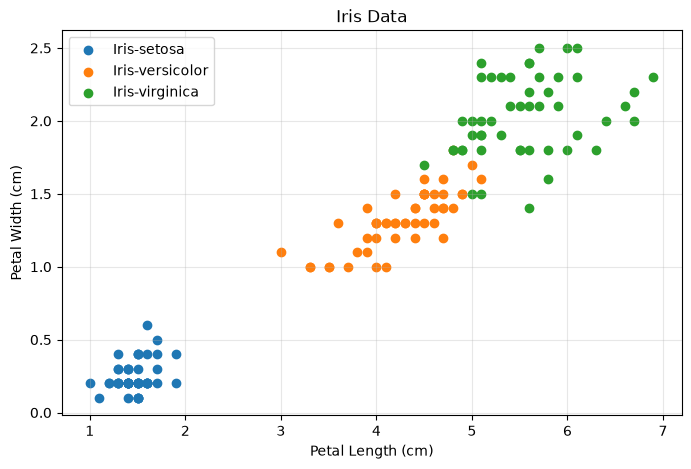 Iris Data
Iris-setosa
Iris-versicolor
Iris-virginica
Petal Width (cm)
2.5
2.0
1.5
1.0
0.5
0.0
1 2 3 4 5 6 7
Petal Length (cm)